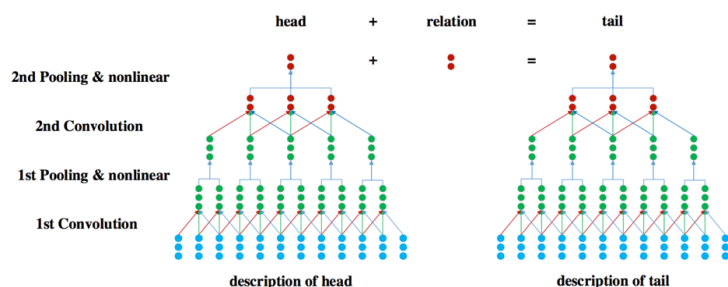 head + relation = tail
+ =
2nd Pooling & nonlinear
2nd Convolution
1st Pooling & nonlinear
1st Convolution
description of head description of tail